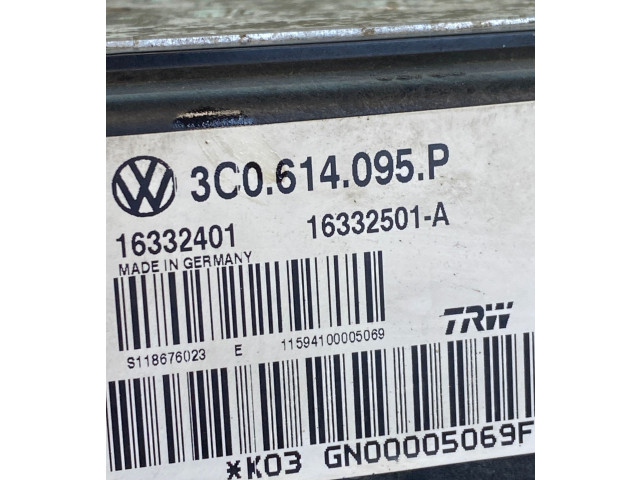 3C0.614.095.P
16332401 16332501-A
MADE IN GERMANY
TRW
S118676023 E 11594100005069
*K03 GN00005069F